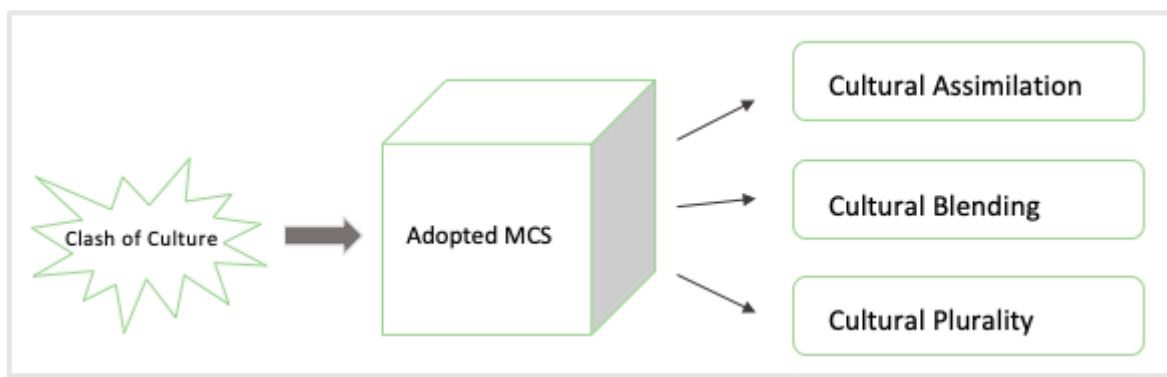 Clash of Culture
Adopted MCS
Cultural Assimilation
Cultural Blending
Cultural Plurality